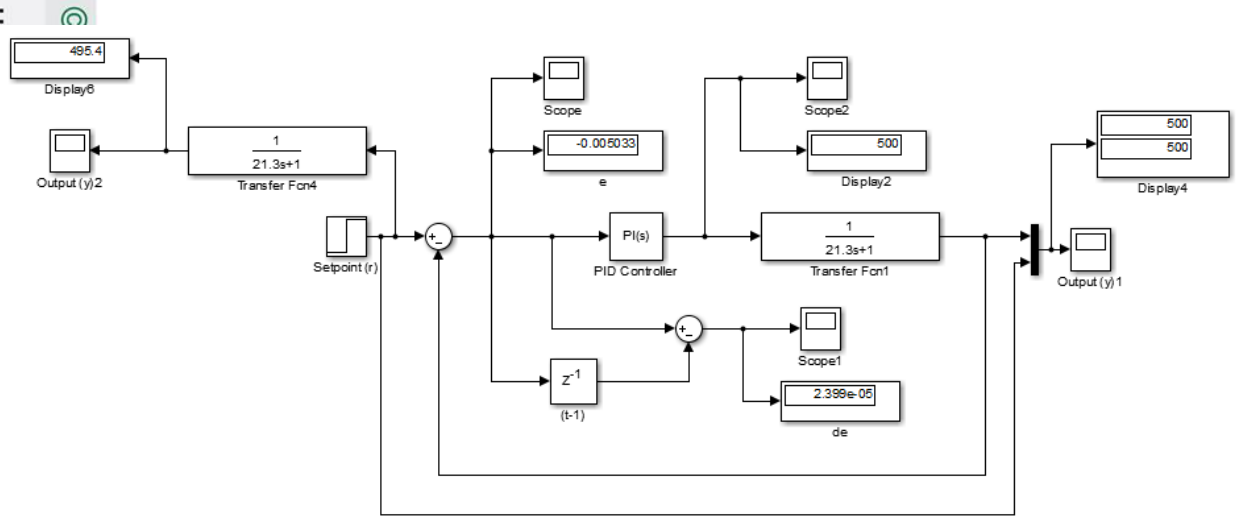 495.4
Display6
Scope
Scope2
1
21.3s+1
Transfer Fcn4
Output (y)2
-0.005033
e
500
Display2
500
500
Display4
Setpoint (r)
+
−
PI(s)
PID Controller
1
21.3s+1
Transfer Fcn1
Output (y)1
+
−
Scope1
z-1
(t-1)
2.399e-05
de